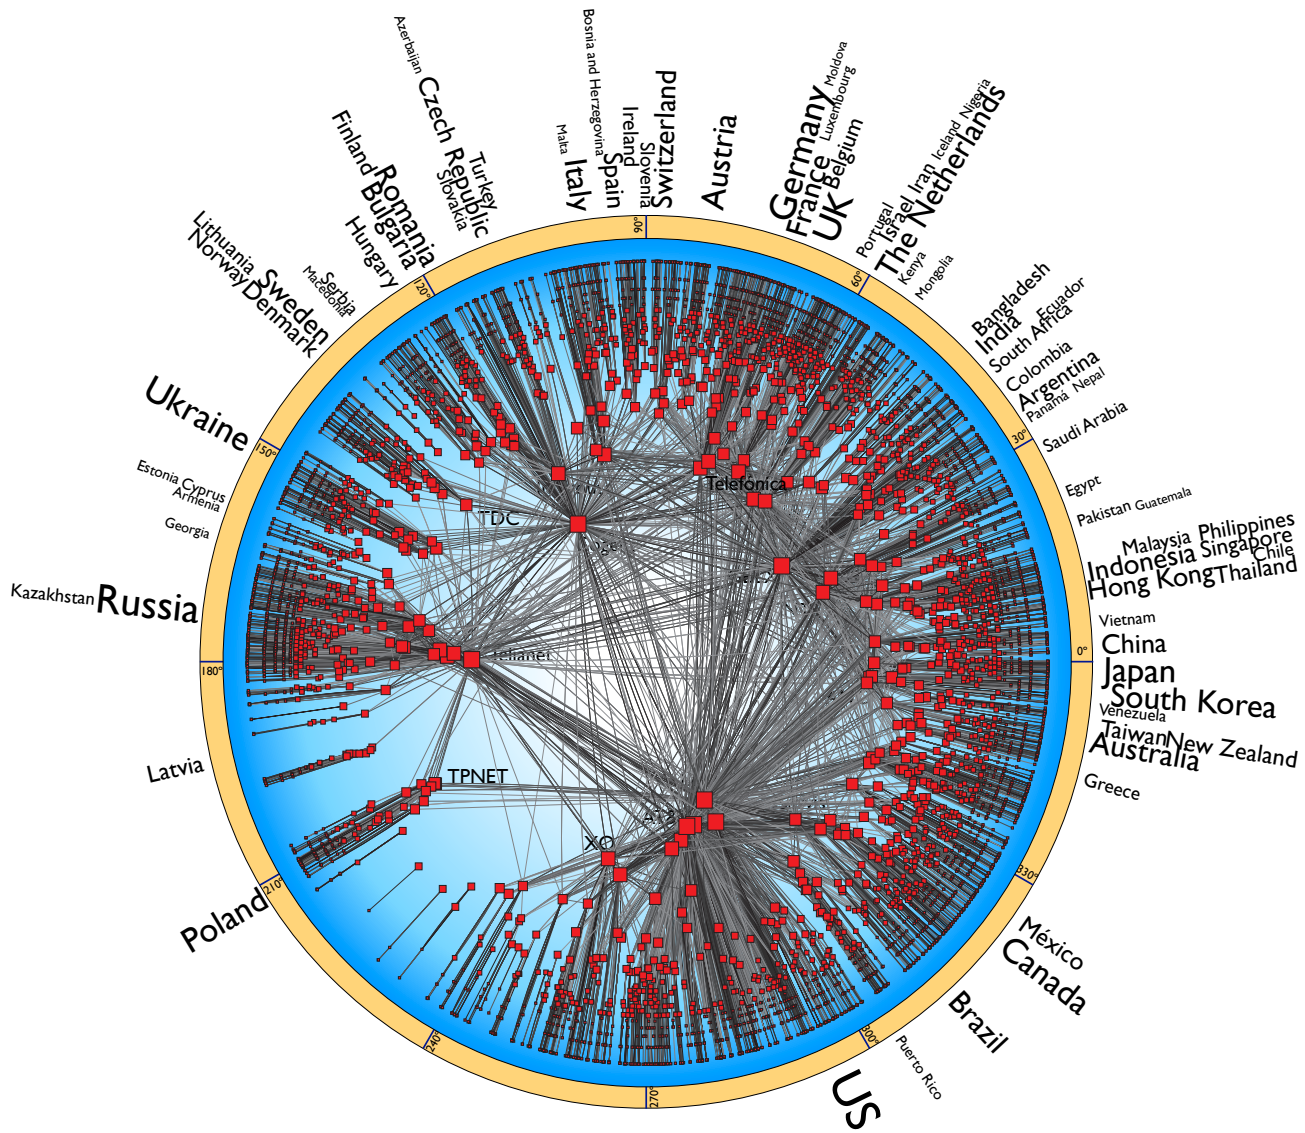 Azerbaijan
Czech Republic
Turkey
Slovakia
Bosnia and Herzegovina
Malta
Italy
Spain
Ireland
Slovenia
Switzerland
Austria
Germany
Moldova
France
Luxembourg
UK
Belgium
Portugal
Israel
Iran
Iceland
Nigeria
The Netherlands
Kenya
Mongolia
Bangladesh
India
Ecuador
South Africa
Colombia
Argentina
Panama
Nepal
Saudi Arabia
Egypt
Pakistan
Guatemala
Malaysia
Philippines
Indonesia
Singapore
Chile
Hong Kong
Thailand
Vietnam
China
Japan
South Korea
Venezuela
Taiwan
New Zealand
Australia
Greece
México
Canada
Brazil
Puerto Rico
US
Poland
Latvia
Kazakhstan
Russia
Georgia
Armenia
Estonia
Cyprus
Ukraine
Lithuania
Norway
Sweden
Denmark
Serbia
Macedonia
Hungary
Finland
Romania
Bulgaria
90°
60°
30°
0°
330°
300°
270°
240°
210°
180°
150°
120°
Telefonica
TDC
TPNET
XO